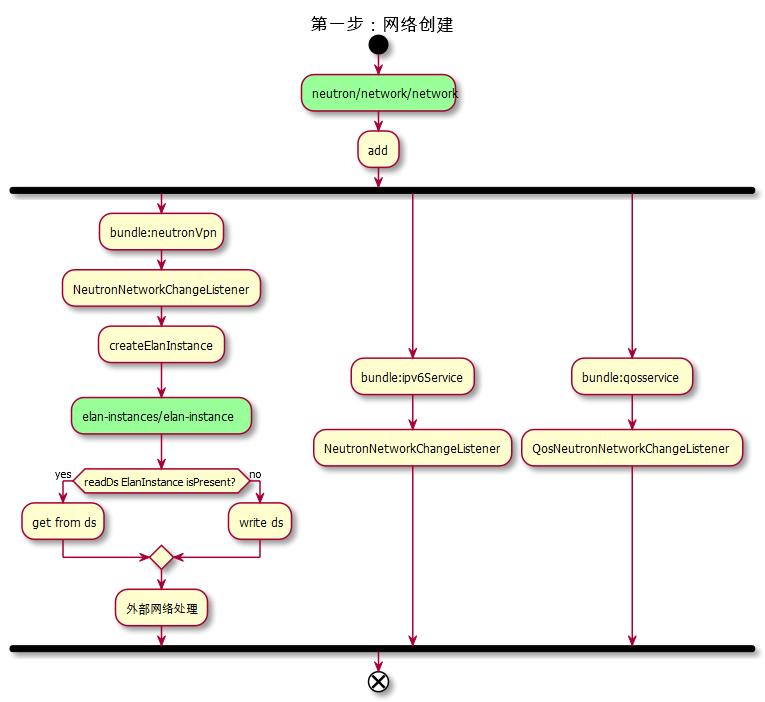 第一步：网络创建
neutron/network/network
add
bundle:neutronVpn
NeutronNetworkChangeListener
createElanInstance
elan-instances/elan-instance
yes
readDs ElanInstance isPresent?
no
get from ds
write ds
外部网络处理
bundle:ipv6Service
NeutronNetworkChangeListener
bundle:qosservice
QosNeutronNetworkChangeListener